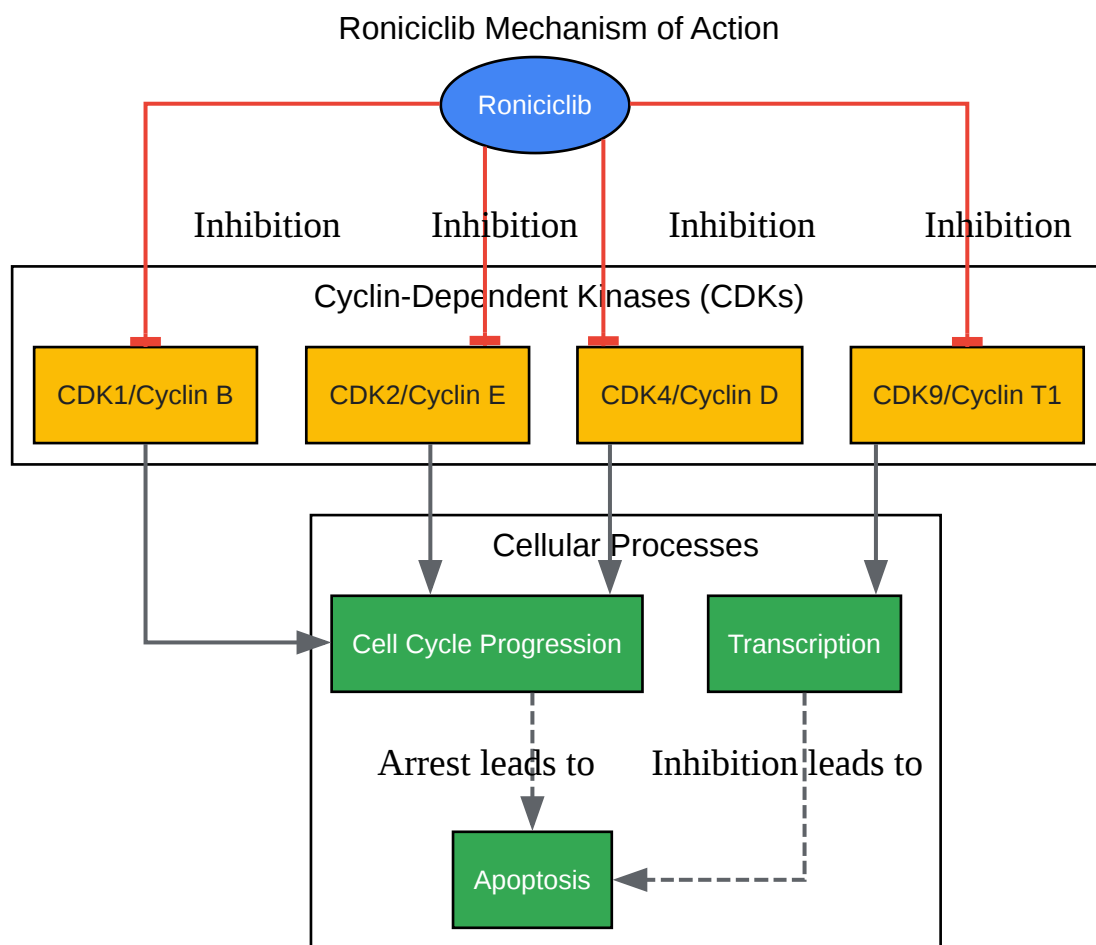 Roniciclib Mechanism of Action
Roniciclib
Inhibition
Inhibition
Inhibition
Inhibition
Cyclin-Dependent Kinases (CDKs)
CDK1/Cyclin B
CDK2/Cyclin E
CDK4/Cyclin D
CDK9/Cyclin T1
Cellular Processes
Cell Cycle Progression
Transcription
Arrest leads to
Inhibition leads to
Apoptosis